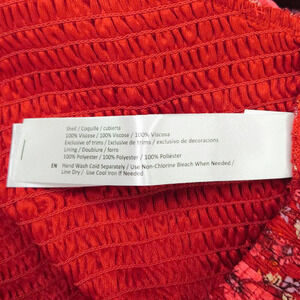 Shell / Coquille / cubierta
100% Viscose / 100% Viscose / 100% Viscosa
Exclusive of trims / Exclusive de trims / exclusivo de decoracions
Lining / Doublure / forro
100% Polyester / 100% Polyester / 100% Poliéster
EN Hand Wash Cold Separately / Use Non-Chlorine Bleach When Needed /
Line Dry / Use Cool Iron If Needed.